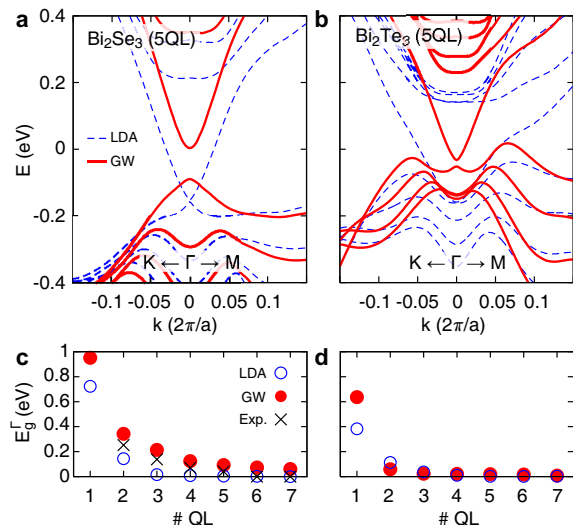 a
Bi₂Se₃ (5QL)
LDA
GW
E (eV)
0.4
0.2
0
-0.2
-0.4
K ← Γ → M
-0.1 -0.05 0 0.05 0.1
k (2π/a)
b
Bi₂Te₃ (5QL)
K ← Γ → M
-0.1 -0.05 0 0.05 0.1
k (2π/a)
c
E_g^Γ (eV)
1
0.8
0.6
0.4
0.2
0
LDA
GW
Exp.
1 2 3 4 5 6 7
# QL
d
1 2 3 4 5 6 7
# QL